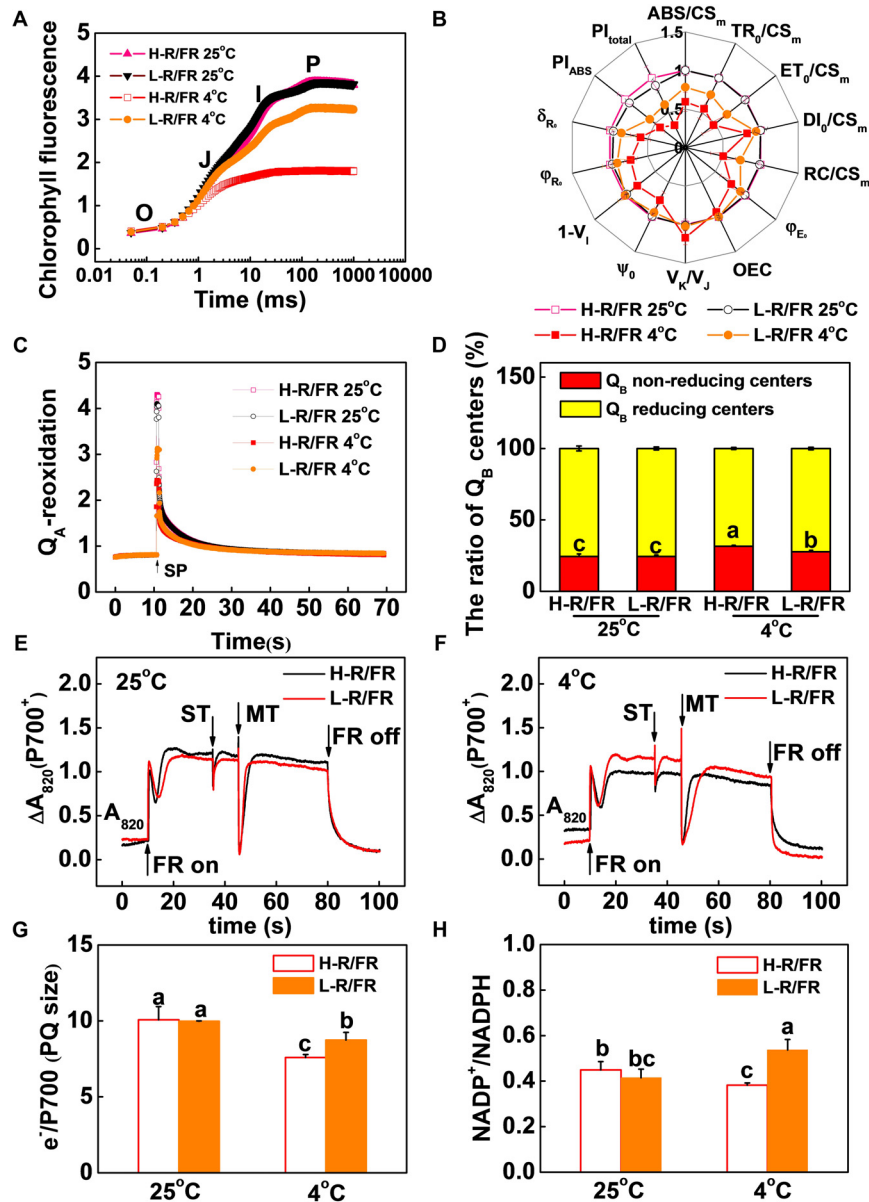 A
Chlorophyll fluorescence
5
4
3
2
1
0
H-R/FR 25°C
L-R/FR 25°C
H-R/FR 4°C
L-R/FR 4°C
O
J
I
P
0.01 0.1 1 10 100 1000 10000
Time (ms)
B
ABS/CSm
TR₀/CSm
ET₀/CSm
DI₀/CSm
RC/CSm
φE₀
OEC
VK/VJ
ψ₀
1-VI
φR₀
δR₀
PIABS
PItotal
1.5
1
0.5
0
H-R/FR 25°C
L-R/FR 25°C
H-R/FR 4°C
L-R/FR 4°C
C
QA-reoxidation
5
4
3
2
1
0
H-R/FR 25°C
L-R/FR 25°C
H-R/FR 4°C
L-R/FR 4°C
SP
0 10 20 30 40 50 60 70
Time(s)
D
The ratio of QB centers (%)
150
100
50
0
QB non-reducing centers
QB reducing centers
c c a b
H-R/FR L-R/FR H-R/FR L-R/FR
25°C 4°C
E
25°C
ΔA820(P700+)
2.0
1.5
1.0
0.5
0.0
H-R/FR
L-R/FR
ST
MT
FR off
A820
FR on
0 20 40 60 80 100
time (s)
F
4°C
ΔA820(P700+)
2.0
1.5
1.0
0.5
0.0
H-R/FR
L-R/FR
ST
MT
FR off
A820
FR on
0 20 40 60 80 100
time (s)
G
e-/P700 (PQ size)
15
10
5
0
H-R/FR
L-R/FR
a a c b
25°C 4°C
H
NADP+/NADPH
1.0
0.8
0.6
0.4
0.2
0.0
H-R/FR
L-R/FR
b bc c a
25°C 4°C